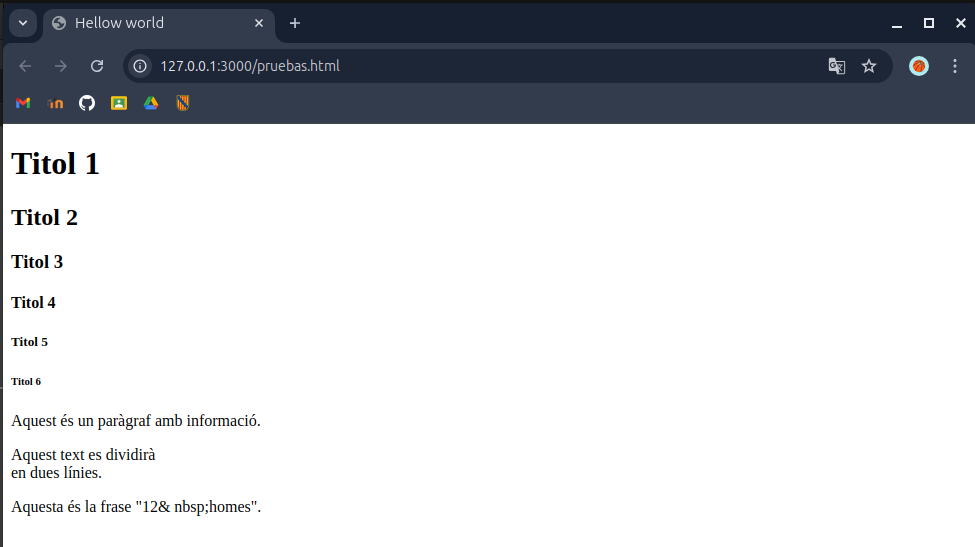 Hellow world
127.0.0.1:3000/pruebas.html
Titol 1
Titol 2
Titol 3
Titol 4
Titol 5
Titol 6
Aquest és un paràgraf amb informació.
Aquest text es dividirà
en dues línies.
Aquesta és la frase "12& nbsp;homes".